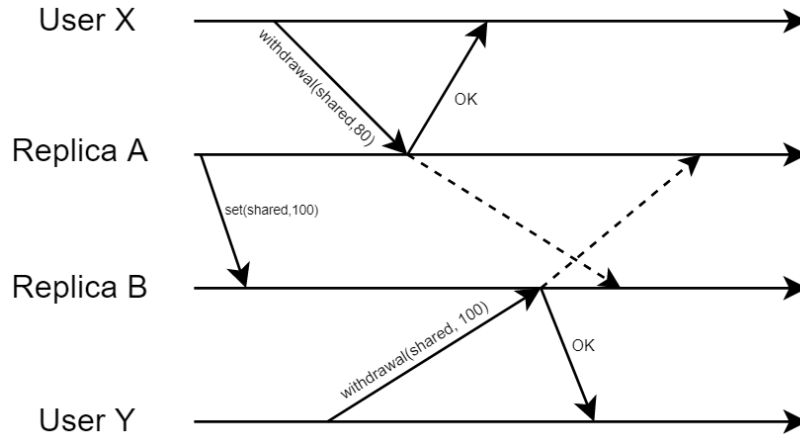 User X
withdrawal(shared,80)
OK
Replica A
set(shared,100)
Replica B
withdrawal(shared, 100)
OK
User Y